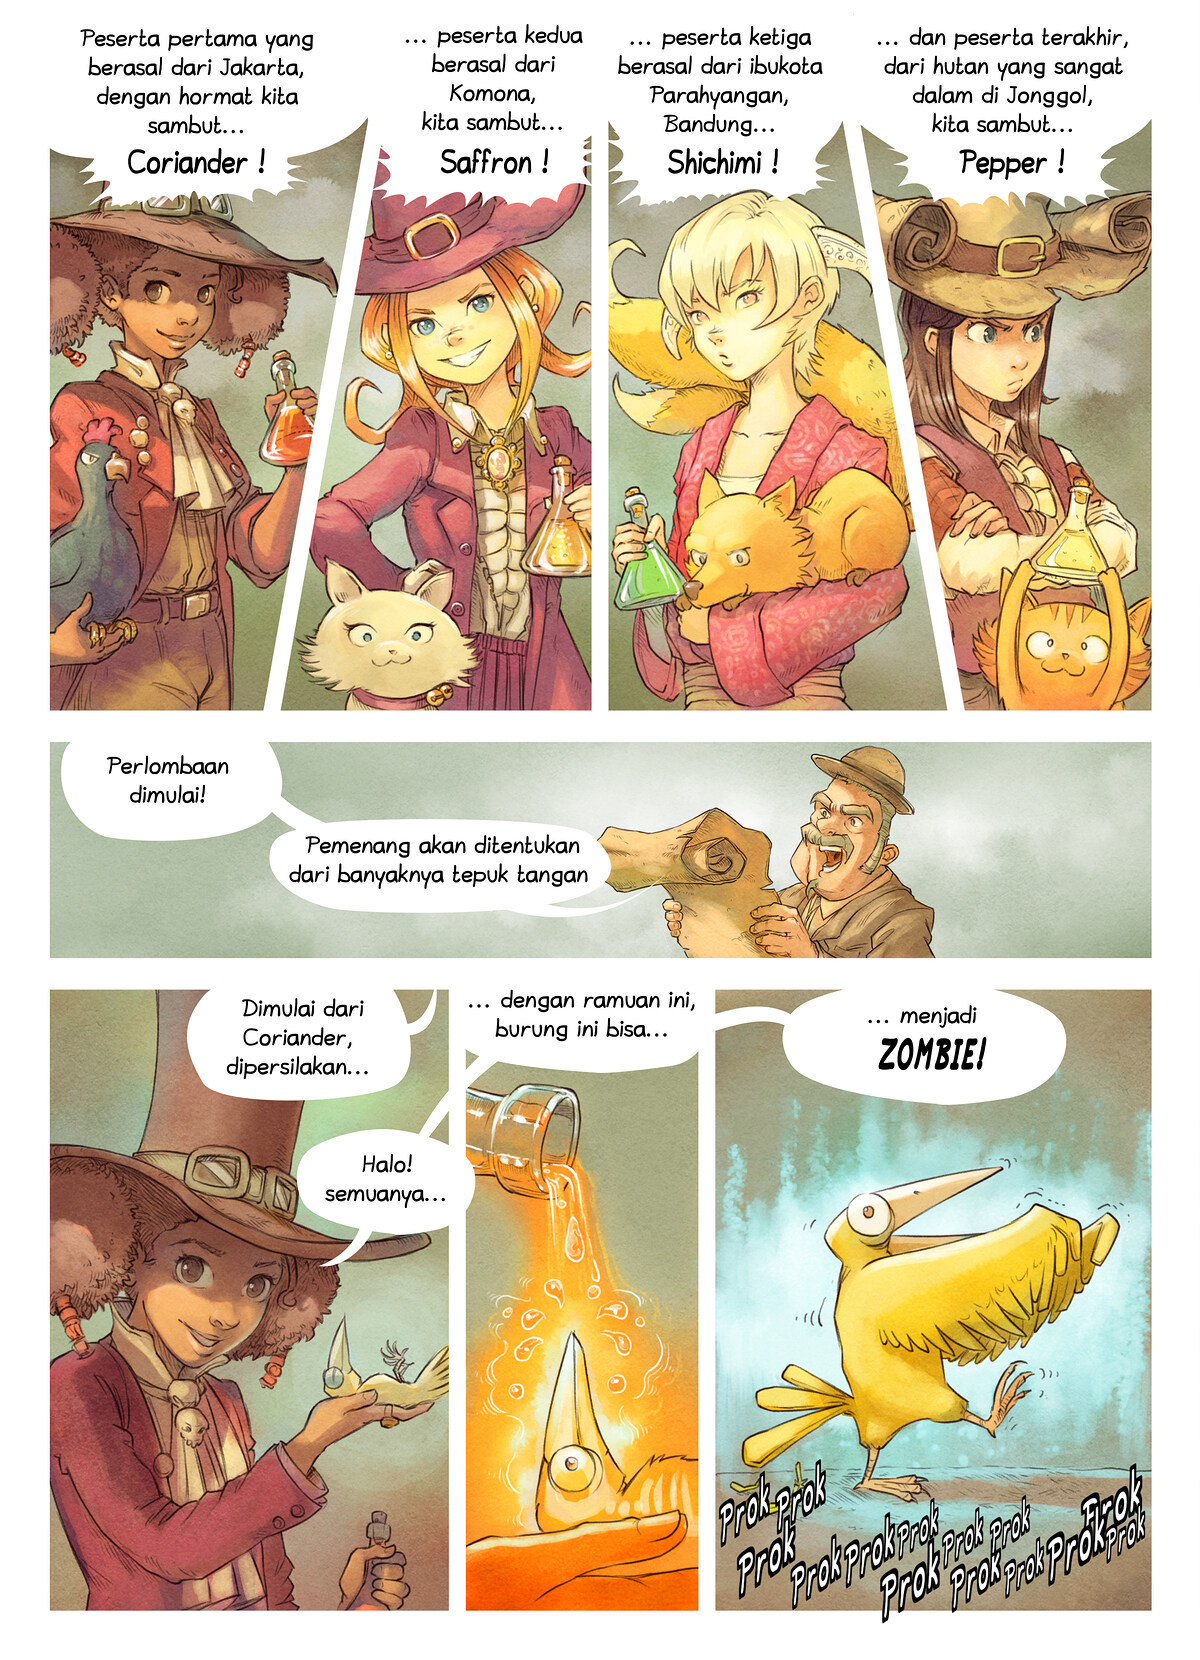 Peserta pertama yang
berasal dari Jakarta,
dengan hormat kita
sambut...
Coriander !
... peserta kedua
berasal dari
Komona,
kita sambut...
Saffron !
... peserta ketiga
berasal dari ibukota
Parahyangan,
Bandung...
Shichimi !
... dan peserta terakhir,
dari hutan yang sangat
dalam di Jonggol,
kita sambut...
Pepper !
Perlombaan
dimulai!
Pemenang akan ditentukan
dari banyaknya tepuk tangan
Dimulai dari
Coriander,
dipersilakan...
Halo!
semuanya...
... dengan ramuan ini,
burung ini bisa...
... menjadi
ZOMBIE!
Prok
Prok
Prok
Prok
Prok
Prok
Prok
Prok
Prok
Prok
Prok
Prok
Prok
Prok